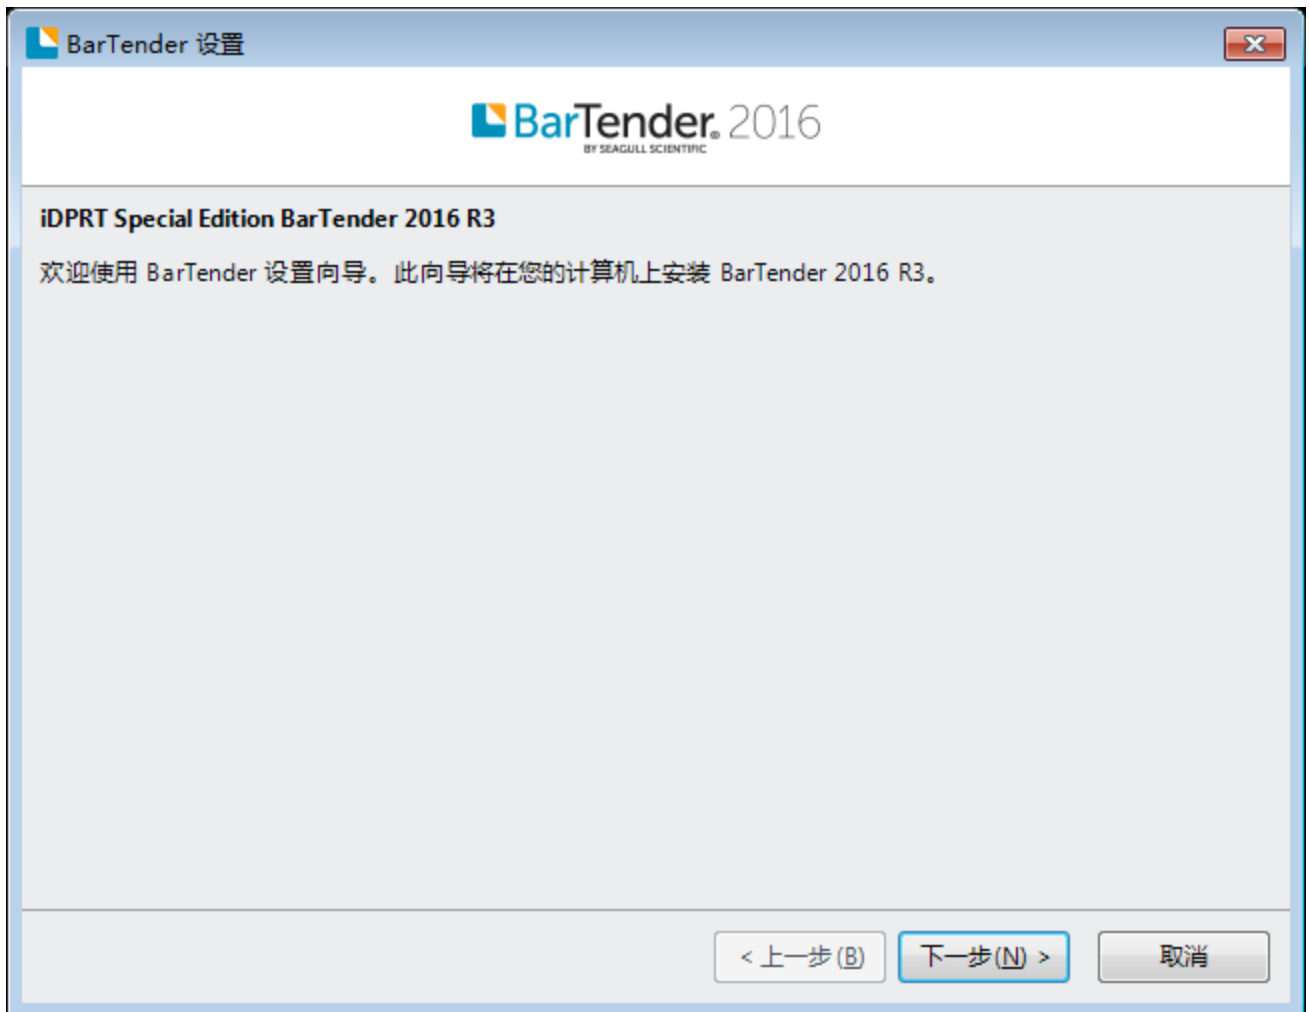 BarTender 设置
BarTender® 2016
BY SEAGULL SCIENTIFIC
iDPRT Special Edition BarTender 2016 R3
欢迎使用 BarTender 设置向导。此向导将在您的计算机上安装 BarTender 2016 R3。
< 上一步(B) 下一步(N) > 取消